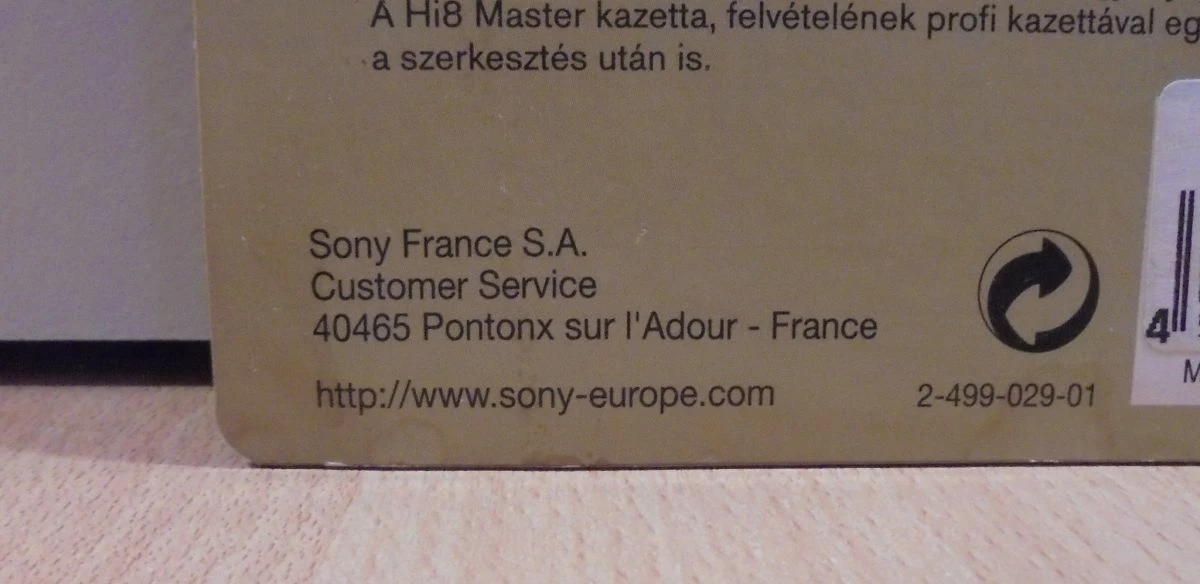 A Hi8 Master kazetta, felvételének profi kazettával
a szerkesztés után is.
Sony France S.A.
Customer Service
40465 Pontonx sur l'Adour - France
http://www.sony-europe.com
2-499-029-01
4
M